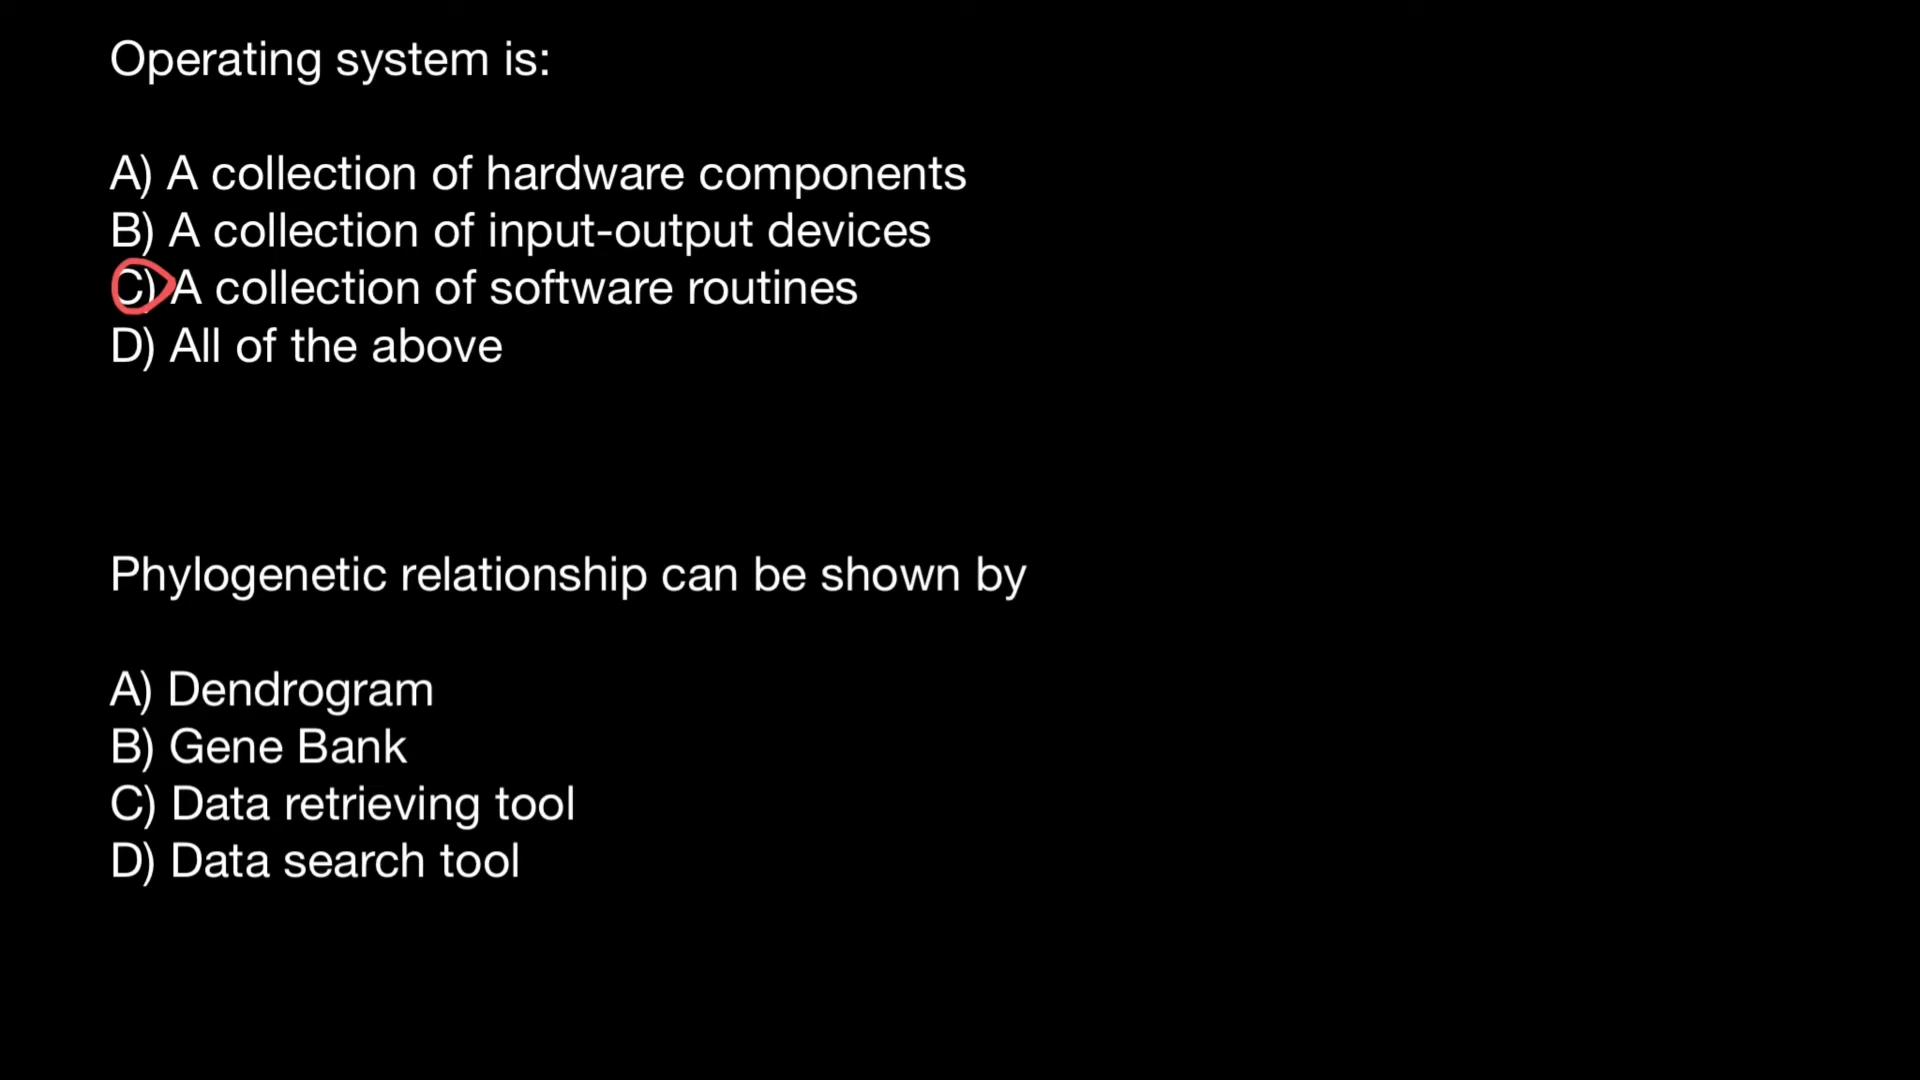 Operating system is:
A) A collection of hardware components
B) A collection of input-output devices
C) A collection of software routines
D) All of the above
Phylogenetic relationship can be shown by
A) Dendrogram
B) Gene Bank
C) Data retrieving tool
D) Data search tool